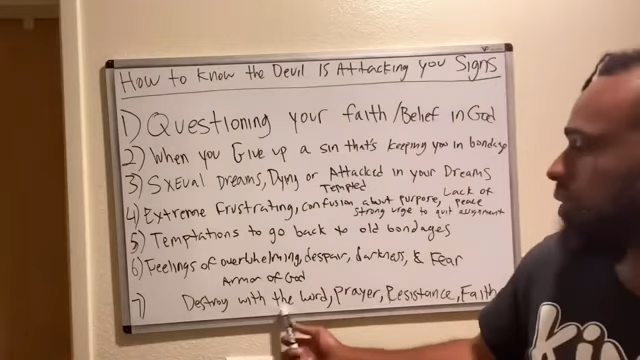 How to Know the Devil Is Attacking you Signs
1) Questioning your faith/Belief in God
2) When you Give up a sin that's keeping you in bondage
3) Sxeual Dreams, Dying or Attacked in your Dreams
Tempted
Lack of
4) Extreme Frustrating, confusion about purpose, peace
strong urge to quit assignment
5) Temptations to go back to old bondages
6) Feelings of overwhelming, despair, darkness, & Fear
Armor of God
7) Destroy with the Word, Prayer, Resistance, Faith